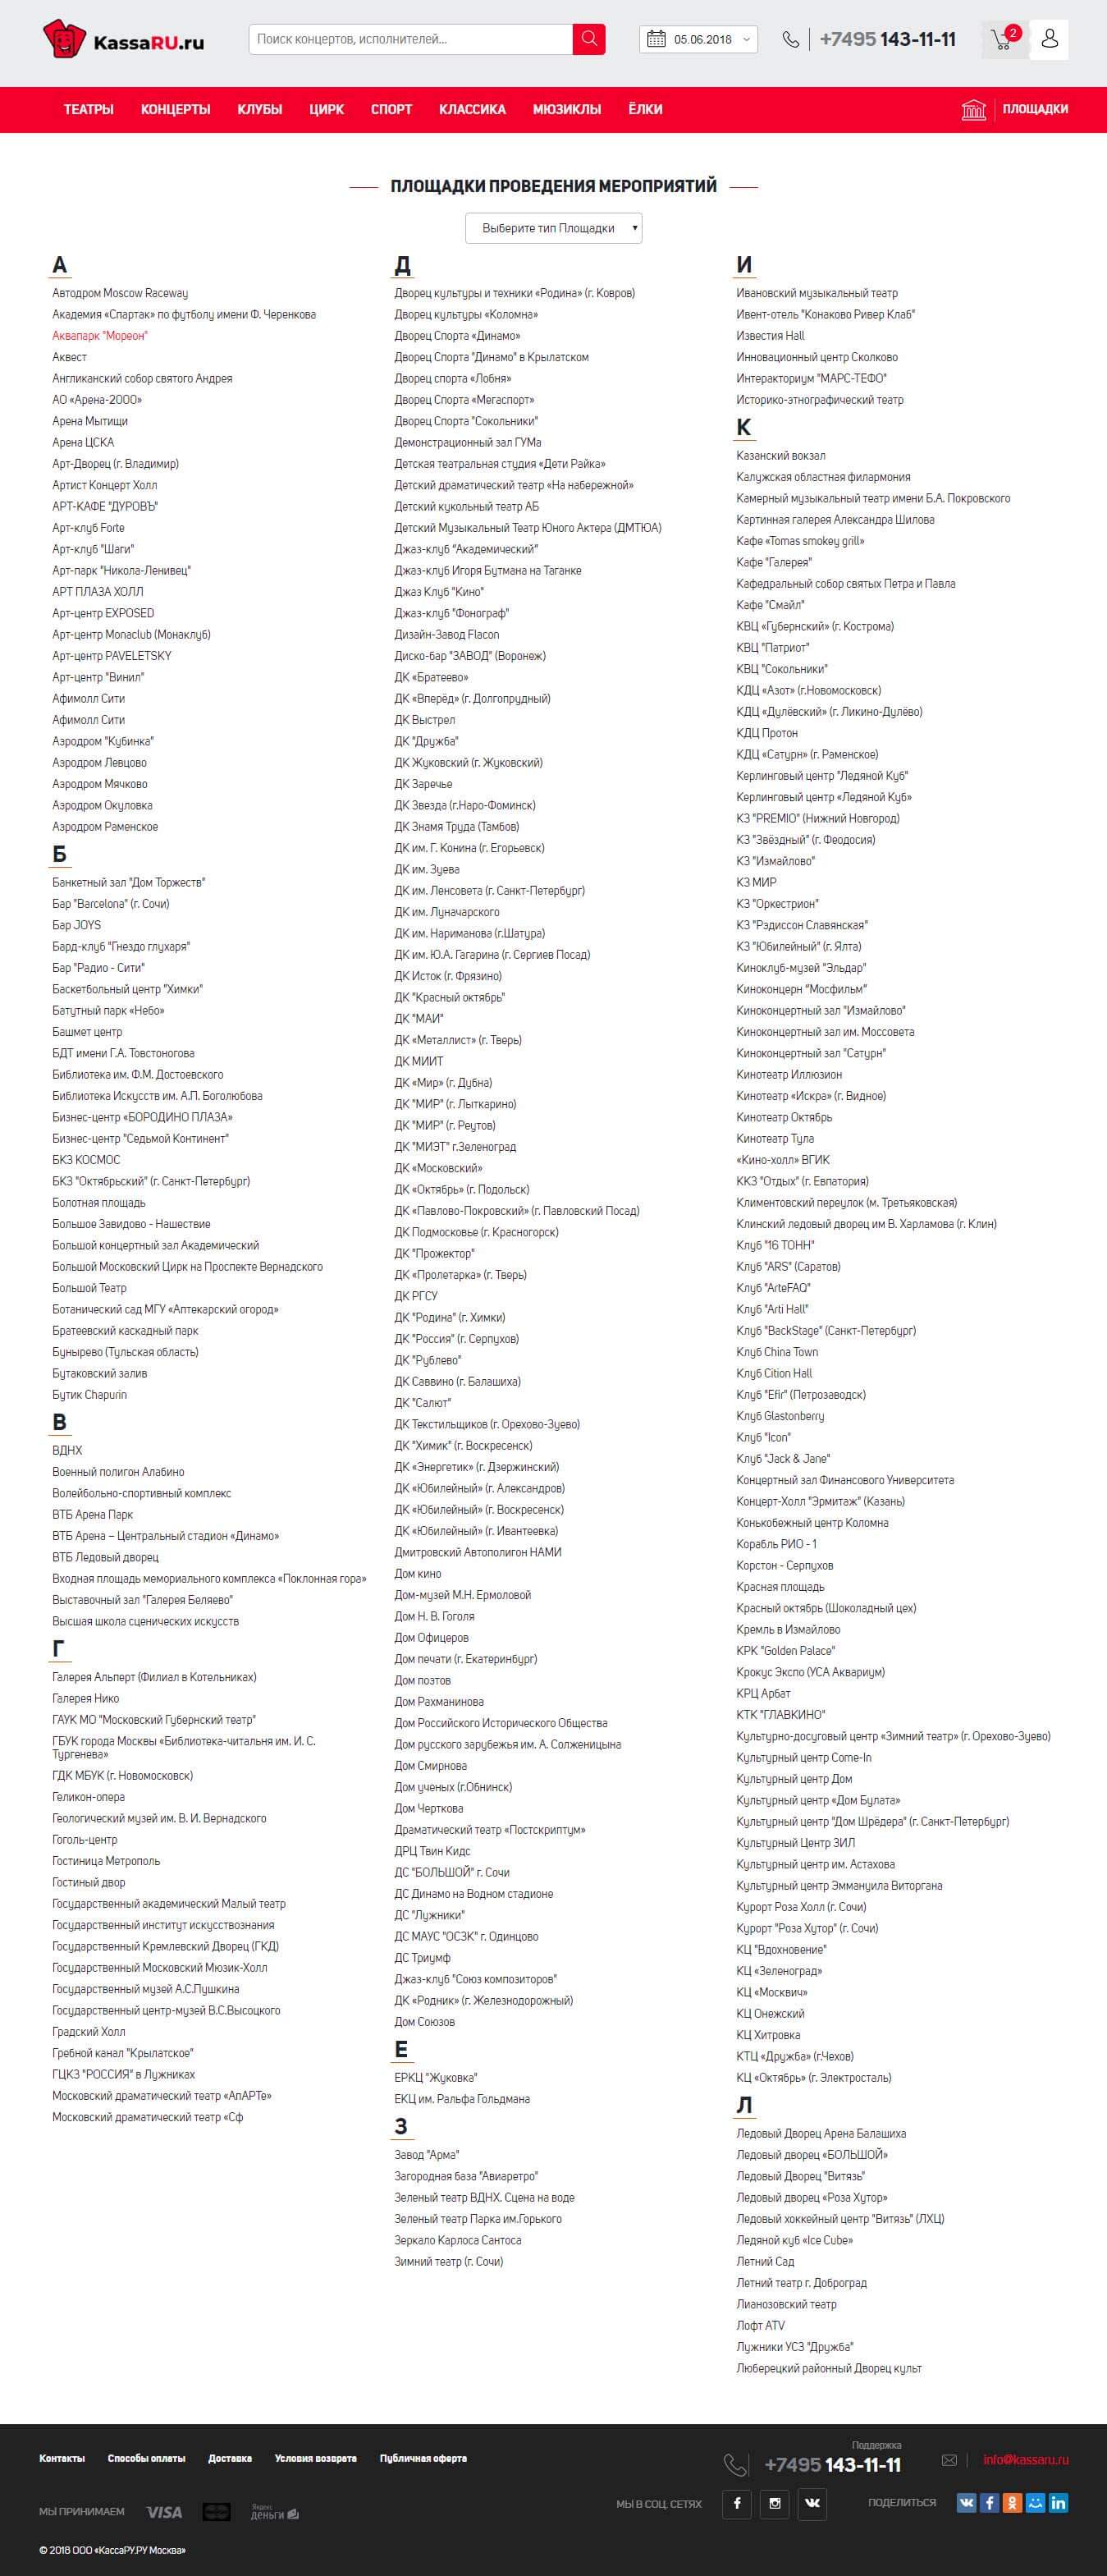 KassaRU.ru
Поиск концертов, исполнителей...
05.06.2018
+7495 143-11-11
2
ТЕАТРЫ КОНЦЕРТЫ КЛУБЫ ЦИРК СПОРТ КЛАССИКА МЮЗИКЛЫ ЁЛКИ ПЛОЩАДКИ
ПЛОЩАДКИ ПРОВЕДЕНИЯ МЕРОПРИЯТИЙ
Выберите тип Площадки
А
Автодром Moscow Raceway
Академия «Спартак» по футболу имени Ф. Черенкова
Аквапарк "Мореон"
Аквест
Англиканский собор святого Андрея
АО «Арена-2000»
Арена Мытищи
Арена ЦСКА
Арт-Дворец (г. Владимир)
Артист Концерт Холл
АРТ-КАФЕ "ДУРОВЪ"
Арт-клуб Forte
Арт-клуб "Шаги"
Арт-парк "Никола-Ленивец"
АРТ ПЛАЗА ХОЛЛ
Арт-центр EXPOSED
Арт-центр Monaclub (Монаклуб)
Арт-центр PAVELETSKY
Арт-центр "Винил"
Афимолл Сити
Афимолл Сити
Аэродром "Кубинка"
Аэродром Левцово
Аэродром Мячково
Аэродром Окуловка
Аэродром Раменское
Б
Банкетный зал "Дом Торжеств"
Бар "Barcelona" (г. Сочи)
Бар JOYS
Бард-клуб "Гнездо глухаря"
Бар "Радио - Сити"
Баскетбольный центр "Химки"
Батутный парк «Небо»
Башмет центр
БДТ имени Г.А. Товстоногова
Библиотека им. Ф.М. Достоевского
Библиотека Искусств им. А.П. Боголюбова
Бизнес-центр «БОРОДИНО ПЛАЗА»
Бизнес-центр "Седьмой Континент"
БКЗ КОСМОС
БКЗ "Октябрьский" (г. Санкт-Петербург)
Болотная площадь
Большое Завидово - Нашествие
Большой концертный зал Академический
Большой Московский Цирк на Проспекте Вернадского
Большой Театр
Ботанический сад МГУ «Аптекарский огород»
Братеевский каскадный парк
Бунырево (Тульская область)
Бутаковский залив
Бутик Chapurin
В
ВДНХ
Военный полигон Алабино
Волейбольно-спортивный комплекс
ВТБ Арена Парк
ВТБ Арена – Центральный стадион «Динамо»
ВТБ Ледовый дворец
Входная площадь мемориального комплекса «Поклонная гора»
Выставочный зал "Галерея Беляево"
Высшая школа сценических искусств
Г
Галерея Альперт (Филиал в Котельниках)
Галерея Нико
ГАУК МО "Московский Губернский театр"
ГБУК города Москвы «Библиотека-читальня им. И. С.
Тургенева»
ГДК МБУК (г. Новомосковск)
Геликон-опера
Геологический музей им. В. И. Вернадского
Гоголь-центр
Гостиница Метрополь
Гостиный двор
Государственный академический Малый театр
Государственный институт искусствознания
Государственный Кремлевский Дворец (ГКД)
Государственный Московский Мюзик-Холл
Государственный музей А.С.Пушкина
Государственный центр-музей В.С.Высоцкого
Градский Холл
Гребной канал "Крылатское"
ГЦКЗ "РОССИЯ" в Лужниках
Московский драматический театр «АпАРТе»
Московский драматический театр «Сф
Д
Дворец культуры и техники «Родина» (г. Ковров)
Дворец культуры «Коломна»
Дворец Спорта «Динамо»
Дворец Спорта "Динамо" в Крылатском
Дворец спорта «Лобня»
Дворец Спорта «Мегаспорт»
Дворец Спорта "Сокольники"
Демонстрационный зал ГУМа
Детская театральная студия «Дети Райка»
Детский драматический театр «На набережной»
Детский кукольный театр АБ
Детский Музыкальный Театр Юного Актера (ДМТЮА)
Джаз-клуб “Академический”
Джаз-клуб Игоря Бутмана на Таганке
Джаз Клуб "Кино"
Джаз-клуб "Фонограф"
Дизайн-Завод Flacon
Диско-бар "ЗАВОД" (Воронеж)
ДК «Братеево»
ДК «Вперёд» (г. Долгопрудный)
ДК Выстрел
ДК "Дружба"
ДК Жуковский (г. Жуковский)
ДК Заречье
ДК Звезда (г.Наро-Фоминск)
ДК Знамя Труда (Тамбов)
ДК им. Г. Конина (г. Егорьевск)
ДК им. Зуева
ДК им. Ленсовета (г. Санкт-Петербург)
ДК им. Луначарского
ДК им. Нариманова (г.Шатура)
ДК им. Ю.А. Гагарина (г. Сергиев Посад)
ДК Исток (г. Фрязино)
ДК "Красный октябрь"
ДК "МАИ"
ДК «Металлист» (г. Тверь)
ДК МИИТ
ДК «Мир» (г. Дубна)
ДК "МИР" (г. Лыткарино)
ДК "МИР" (г. Реутов)
ДК "МИЭТ" г.Зеленоград
ДК «Московский»
ДК «Октябрь» (г. Подольск)
ДК «Павлово-Покровский» (г. Павловский Посад)
ДК Подмосковье (г. Красногорск)
ДК "Прожектор"
ДК «Пролетарка» (г. Тверь)
ДК РГСУ
ДК "Родина" (г. Химки)
ДК "Россия" (г. Серпухов)
ДК "Рублево"
ДК Саввино (г. Балашиха)
ДК "Салют"
ДК Текстильщиков (г. Орехово-Зуево)
ДК "Химик" (г. Воскресенск)
ДК «Энергетик» (г. Дзержинский)
ДК «Юбилейный» (г. Александров)
ДК «Юбилейный» (г. Воскресенск)
ДК «Юбилейный» (г. Ивантеевка)
Дмитровский Автополигон НАМИ
Дом кино
Дом-музей М.Н. Ермоловой
Дом Н. В. Гоголя
Дом Офицеров
Дом печати (г. Екатеринбург)
Дом поэтов
Дом Рахманинова
Дом Российского Исторического Общества
Дом русского зарубежья им. А. Солженицына
Дом Смирнова
Дом ученых (г.Обнинск)
Дом Черткова
Драматический театр «Постскриптум»
ДРЦ Твин Кидс
ДС "БОЛЬШОЙ" г. Сочи
ДС Динамо на Водном стадионе
ДС "Лужники"
ДС МАУС "ОСЗК" г. Одинцово
ДС Триумф
Джаз-клуб "Союз композиторов"
ДК «Родник» (г. Железнодорожный)
Дом Союзов
Е
ЕРКЦ "Жуковка"
ЕКЦ им. Ральфа Гольдмана
З
Завод "Арма"
Загородная база "Авиаретро"
Зеленый театр ВДНХ. Сцена на воде
Зеленый театр Парка им.Горького
Зеркало Карлоса Сантоса
Зимний театр (г. Сочи)
И
Ивановский музыкальный театр
Ивент-отель "Конаково Ривер Клаб"
Известия Hall
Инновационный центр Сколково
Интеракториум "МАРС-ТЕФО"
Историко-этнографический театр
К
Казанский вокзал
Калужская областная филармония
Камерный музыкальный театр имени Б.А. Покровского
Картинная галерея Александра Шилова
Кафе «Tomas smokey grill»
Кафе "Галерея"
Кафедральный собор святых Петра и Павла
Кафе "Смайл"
КВЦ «Губернский» (г. Кострома)
КВЦ "Патриот"
КВЦ "Сокольники"
КДЦ «Азот» (г.Новомосковск)
КДЦ «Дулёвский» (г. Ликино-Дулёво)
КДЦ Протон
КДЦ «Сатурн» (г. Раменское)
Керлинговый центр "Ледяной Куб"
Керлинговый центр «Ледяной Куб»
КЗ "PREMIO" (Нижний Новгород)
КЗ "Звёздный" (г. Феодосия)
КЗ "Измайлово"
КЗ МИР
КЗ "Оркестрион"
КЗ "Рэдиссон Славянская"
КЗ "Юбилейный" (г. Ялта)
Киноклуб-музей "Эльдар"
Киноконцерн “Мосфильм”
Киноконцертный зал "Измайлово"
Киноконцертный зал им. Моссовета
Киноконцертный зал "Сатурн"
Кинотеатр Иллюзион
Кинотеатр «Искра» (г. Видное)
Кинотеатр Октябрь
Кинотеатр Тула
«Кино-холл» ВГИК
ККЗ "Отдых" (г. Евпатория)
Климентовский переулок (м. Третьяковская)
Клинский ледовый дворец им В. Харламова (г. Клин)
Клуб "16 ТОНН"
Клуб "ARS" (Саратов)
Клуб "ArteFAQ"
Клуб "Arti Hall"
Клуб "BackStage" (Санкт-Петербург)
Клуб China Town
Клуб Cition Hall
Клуб "Efir" (Петрозаводск)
Клуб Glastonberry
Клуб "Icon"
Клуб "Jack & Jane"
Концертный зал Финансового Университета
Концерт-Холл "Эрмитаж" (Казань)
Конькобежный центр Коломна
Корабль РИО - 1
Корстон - Серпухов
Красная площадь
Красный октябрь (Шоколадный цех)
Кремль в Измайлово
КРК "Golden Palace"
Крокус Экспо (УСА Аквариум)
КРЦ Арбат
КТК "ГЛАВКИНО"
Культурно-досуговый центр «Зимний театр» (г. Орехово-Зуево)
Культурный центр Come-In
Культурный центр Дом
Культурный центр «Дом Булата»
Культурный центр "Дом Шрёдера" (г. Санкт-Петербург)
Культурный Центр ЗИЛ
Культурный центр им. Астахова
Культурный центр Эммануила Виторгана
Курорт Роза Холл (г. Сочи)
Курорт "Роза Хутор" (г. Сочи)
КЦ "Вдохновение"
КЦ «Зеленоград»
КЦ «Москвич»
КЦ Онежский
КЦ Хитровка
КТЦ «Дружба» (г.Чехов)
КЦ «Октябрь» (г. Электросталь)
Л
Ледовый Дворец Арена Балашиха
Ледовый дворец «БОЛЬШОЙ»
Ледовый Дворец "Витязь"
Ледовый дворец «Роза Хутор»
Ледовый хоккейный центр "Витязь" (ЛХЦ)
Ледяной куб «Ice Cube»
Летний Сад
Летний театр г. Доброград
Лианозовский театр
Лофт ATV
Лужники УСЗ "Дружба"
Люберецкий районный Дворец культ
Контакты Способы оплаты Доставка Условия возврата Публичная оферта
Поддержка
+7495 143-11-11
info@kassaru.ru
МЫ ПРИНИМАЕМ VISA Яндекс деньги
МЫ В СОЦ. СЕТЯХ
ПОДЕЛИТЬСЯ
© 2018 ООО «КассаРУ.РУ Москва»